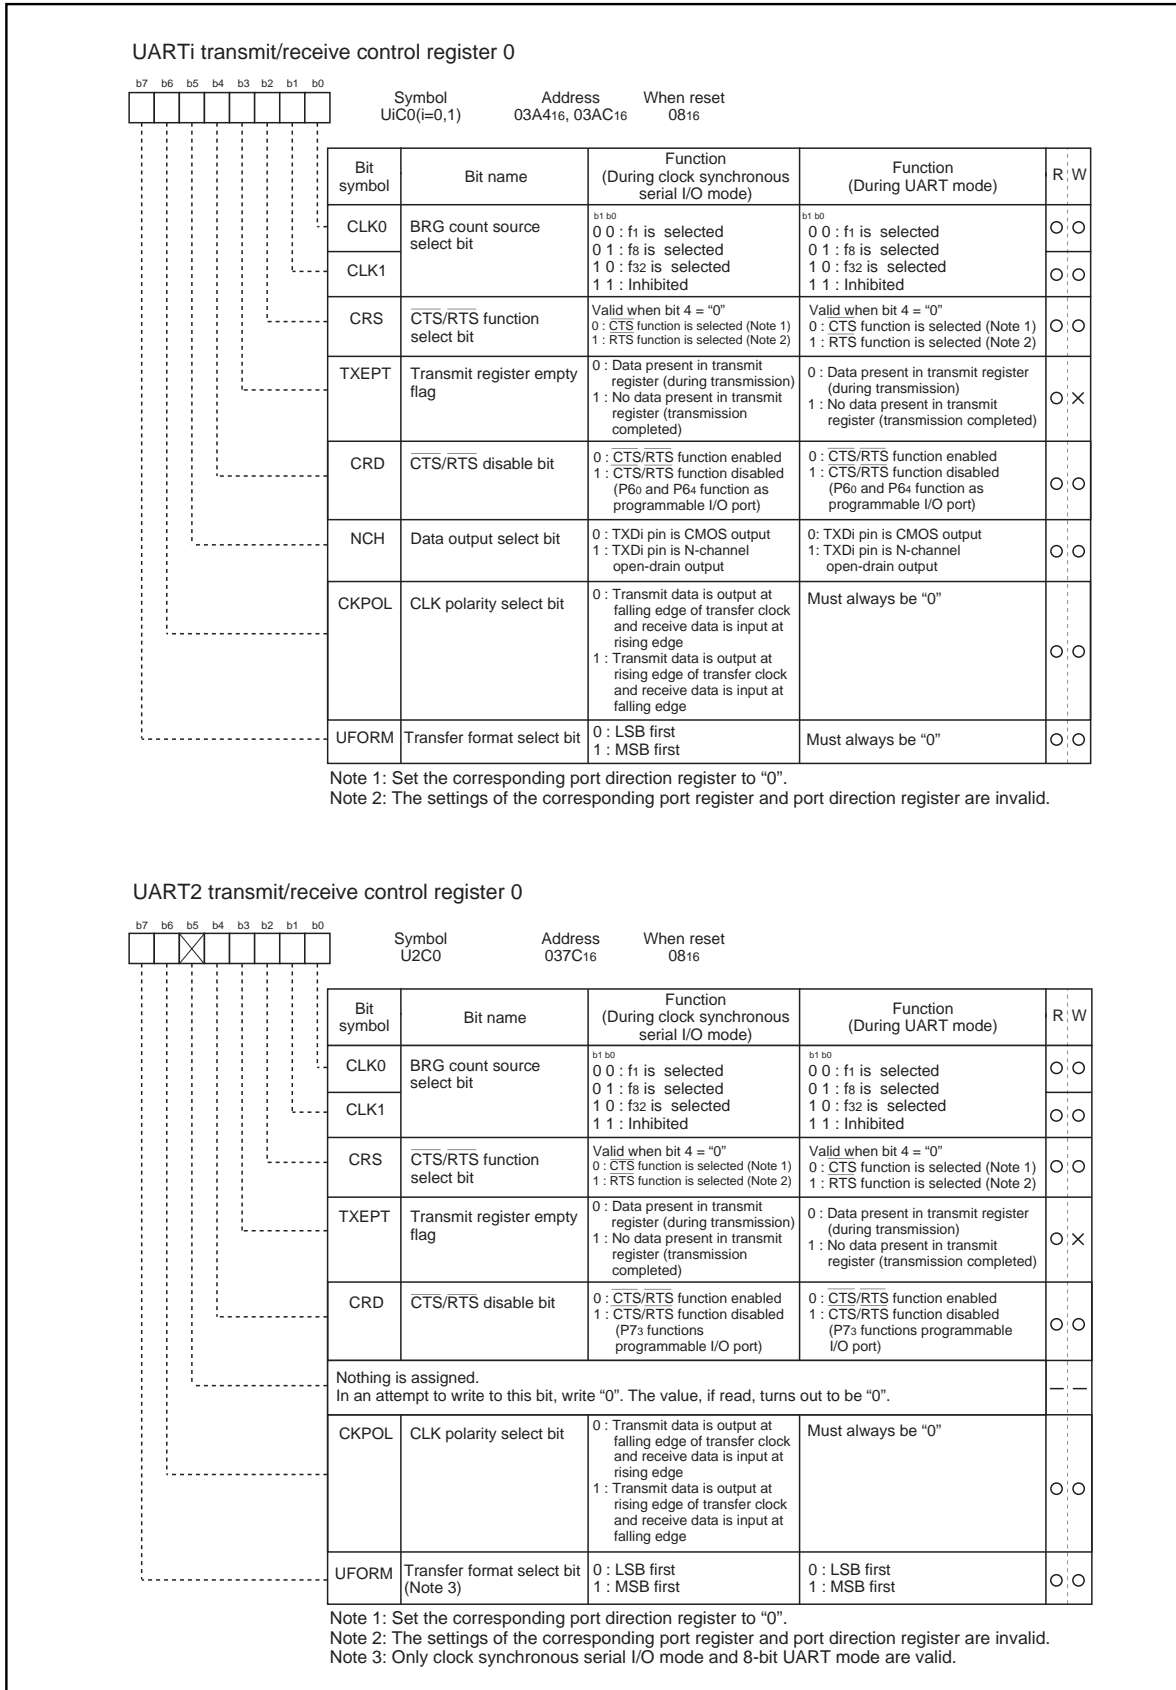 UARTi transmit/receive control register 0
b7 b6 b5 b4 b3 b2 b1 b0
Symbol Address When reset
UiC0(i=0,1) 03A416, 03AC16 0816
Bit symbol Bit name Function (During clock synchronous serial I/O mode) Function (During UART mode) R W
CLK0 BRG count source select bit
CLK1
b1 b0
0 0 : f1 is selected
0 1 : f8 is selected
1 0 : f32 is selected
1 1 : Inhibited
b1 b0
0 0 : f1 is selected
0 1 : f8 is selected
1 0 : f32 is selected
1 1 : Inhibited
CRS CTS/RTS function select bit
Valid when bit 4 = “0”
0 : CTS function is selected (Note 1)
1 : RTS function is selected (Note 2)
Valid when bit 4 = “0”
0 : CTS function is selected (Note 1)
1 : RTS function is selected (Note 2)
TXEPT Transmit register empty flag
0 : Data present in transmit
register (during transmission)
1 : No data present in transmit
register (transmission
completed)
0 : Data present in transmit register
(during transmission)
1 : No data present in transmit
register (transmission completed)
CRD CTS/RTS disable bit
0 : CTS/RTS function enabled
1 : CTS/RTS function disabled
(P60 and P64 function as
programmable I/O port)
0 : CTS/RTS function enabled
1 : CTS/RTS function disabled
(P60 and P64 function as
programmable I/O port)
NCH Data output select bit
0 : TXDi pin is CMOS output
1 : TXDi pin is N-channel
open-drain output
0: TXDi pin is CMOS output
1: TXDi pin is N-channel
open-drain output
CKPOL CLK polarity select bit
0 : Transmit data is output at
falling edge of transfer clock
and receive data is input at
rising edge
1 : Transmit data is output at
rising edge of transfer clock
and receive data is input at
falling edge
Must always be “0”
UFORM Transfer format select bit
0 : LSB first
1 : MSB first
Must always be “0”
Note 1: Set the corresponding port direction register to “0”.
Note 2: The settings of the corresponding port register and port direction register are invalid.
UART2 transmit/receive control register 0
b7 b6 b5 b4 b3 b2 b1 b0
Symbol Address When reset
U2C0 037C16 0816
Bit symbol Bit name Function (During clock synchronous serial I/O mode) Function (During UART mode) R W
CLK0 BRG count source select bit
CLK1
b1 b0
0 0 : f1 is selected
0 1 : f8 is selected
1 0 : f32 is selected
1 1 : Inhibited
b1 b0
0 0 : f1 is selected
0 1 : f8 is selected
1 0 : f32 is selected
1 1 : Inhibited
CRS CTS/RTS function select bit
Valid when bit 4 = “0”
0 : CTS function is selected (Note 1)
1 : RTS function is selected (Note 2)
Valid when bit 4 = “0”
0 : CTS function is selected (Note 1)
1 : RTS function is selected (Note 2)
TXEPT Transmit register empty flag
0 : Data present in transmit
register (during transmission)
1 : No data present in transmit
register (transmission
completed)
0 : Data present in transmit register
(during transmission)
1 : No data present in transmit
register (transmission completed)
CRD CTS/RTS disable bit
0 : CTS/RTS function enabled
1 : CTS/RTS function disabled
(P73 functions
programmable I/O port)
0 : CTS/RTS function enabled
1 : CTS/RTS function disabled
(P73 functions programmable
I/O port)
Nothing is assigned.
In an attempt to write to this bit, write “0”. The value, if read, turns out to be “0”.
CKPOL CLK polarity select bit
0 : Transmit data is output at
falling edge of transfer clock
and receive data is input at
rising edge
1 : Transmit data is output at
rising edge of transfer clock
and receive data is input at
falling edge
Must always be “0”
UFORM Transfer format select bit (Note 3)
0 : LSB first
1 : MSB first
0 : LSB first
1 : MSB first
Note 1: Set the corresponding port direction register to “0”.
Note 2: The settings of the corresponding port register and port direction register are invalid.
Note 3: Only clock synchronous serial I/O mode and 8-bit UART mode are valid.